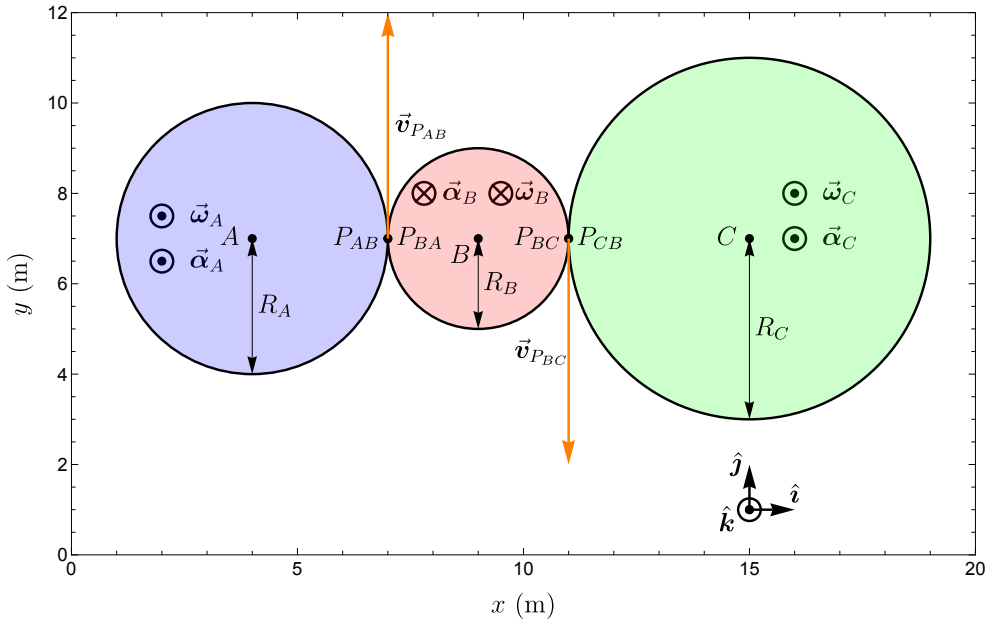 12
10
8
6
4
2
0
y (m)
0
5
10
15
20
x (m)
v⃗_{P_{AB}}
α⃗_B
ω⃗_B
ω⃗_A
α⃗_A
ω⃗_C
α⃗_C
A
P_{AB}
P_{BA}
B
P_{BC}
P_{CB}
C
R_A
R_B
R_C
v⃗_{P_{BC}}
ĵ
î
k̂